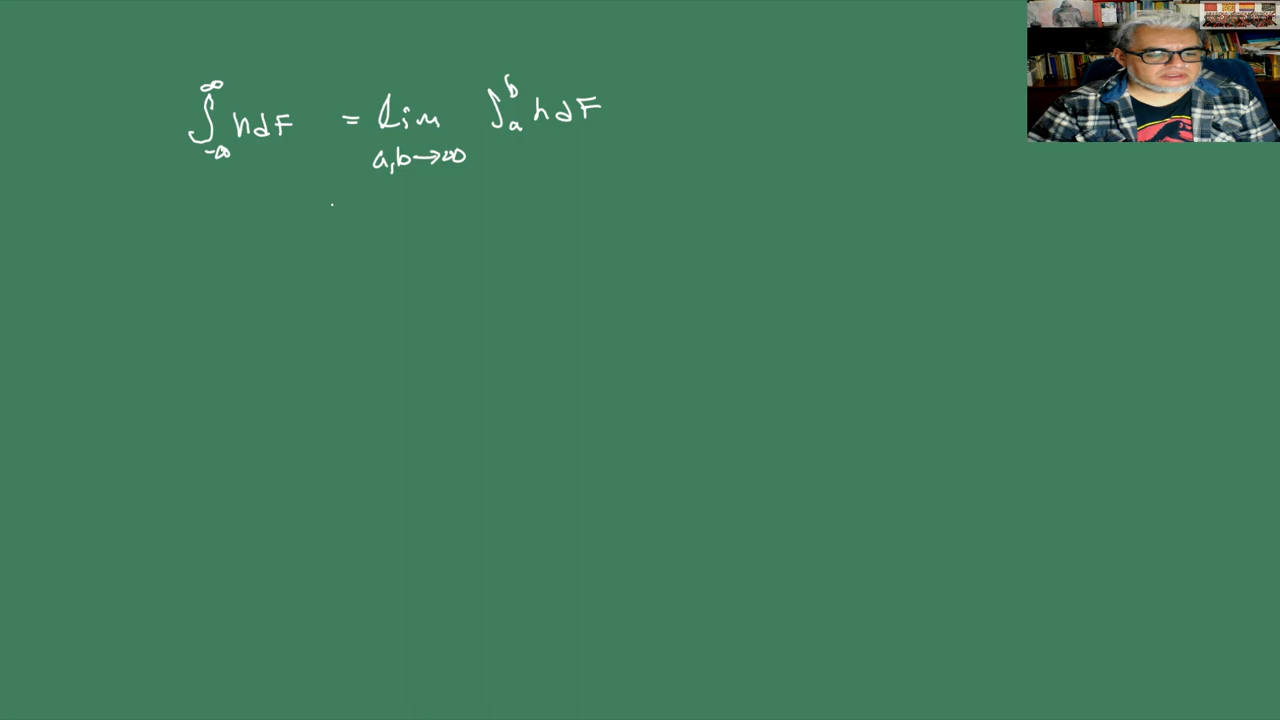 ∫_{-∞}^{∞} h dF = Lim_{a,b→∞} ∫_a^b h dF